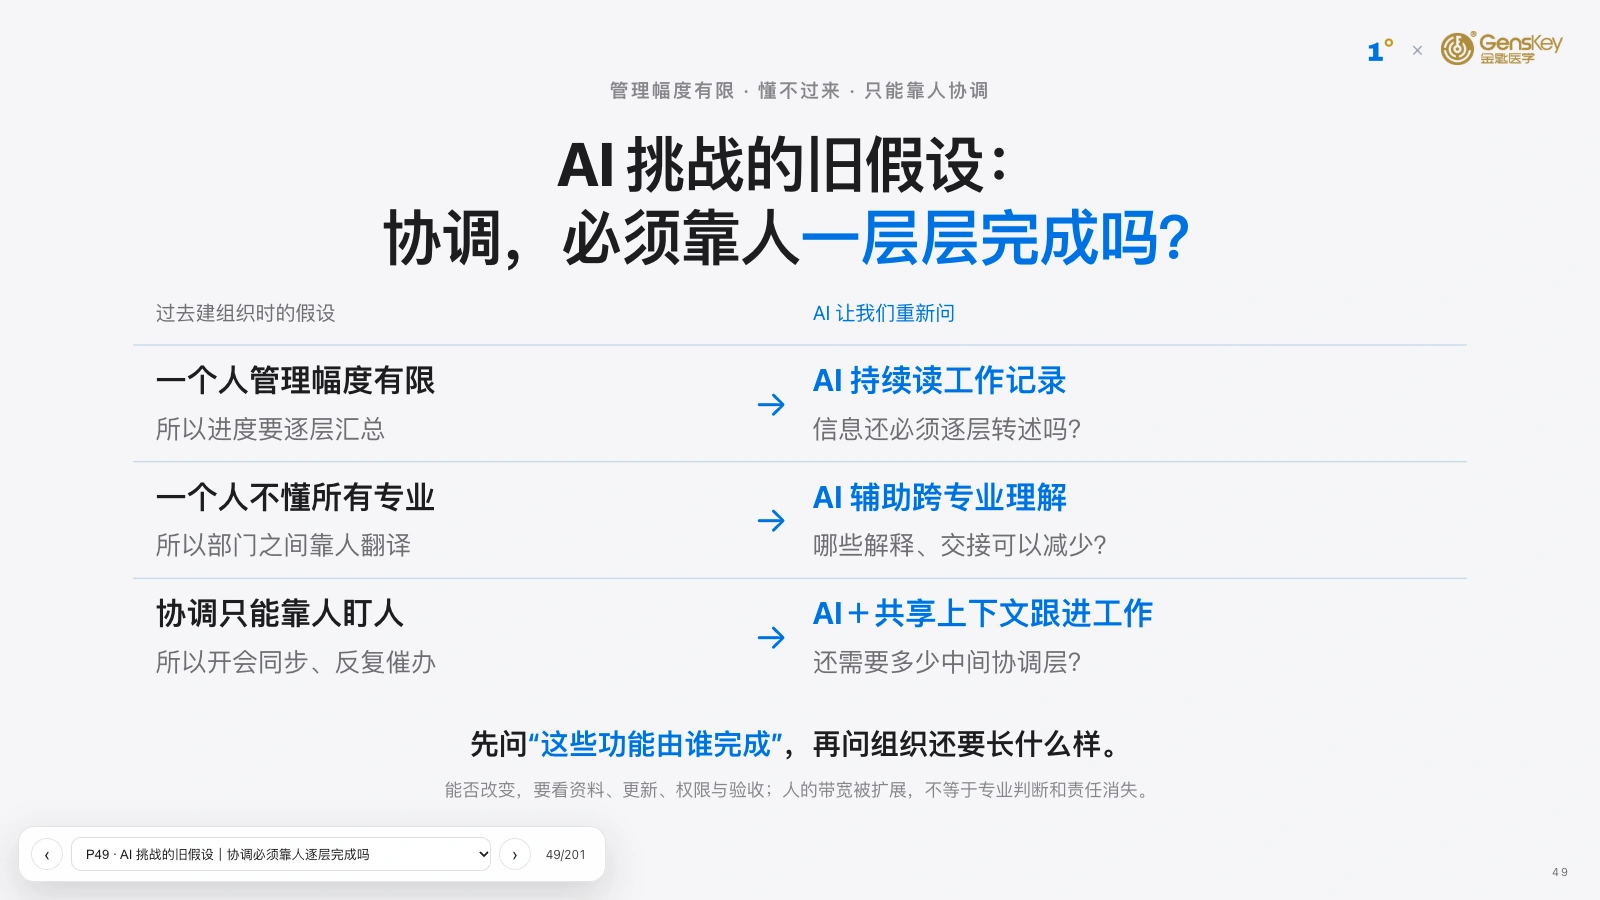 1° × GensKey®
金匙医学
管理幅度有限 · 懂不过来 · 只能靠人协调
AI 挑战的旧假设：
协调，必须靠人一层层完成吗？
过去建组织时的假设
AI 让我们重新问
一个人管理幅度有限
所以进度要逐层汇总
→
AI 持续读工作记录
信息还必须逐层转述吗？
一个人不懂所有专业
所以部门之间靠人翻译
→
AI 辅助跨专业理解
哪些解释、交接可以减少？
协调只能靠人盯人
所以开会同步、反复催办
→
AI＋共享上下文跟进工作
还需要多少中间协调层？
先问“这些功能由谁完成”，再问组织还要长什么样。
能否改变，要看资料、更新、权限与验收；人的带宽被扩展，不等于专业判断和责任消失。
‹ P49 · AI 挑战的旧假设｜协调必须靠人逐层完成吗 › 49/201
49